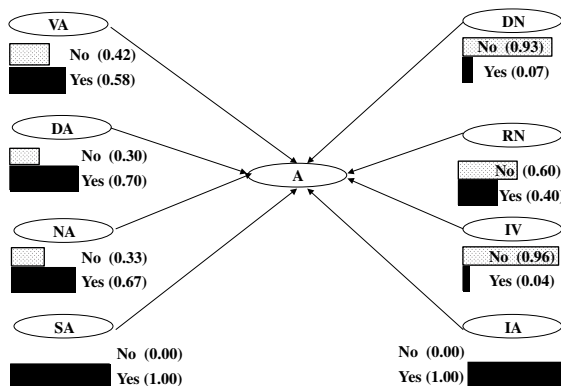 VA
No (0.42)
Yes (0.58)
DA
No (0.30)
Yes (0.70)
NA
No (0.33)
Yes (0.67)
SA
No (0.00)
Yes (1.00)
A
DN
No (0.93)
Yes (0.07)
RN
No (0.60)
Yes (0.40)
IV
No (0.96)
Yes (0.04)
IA
No (0.00)
Yes (1.00)